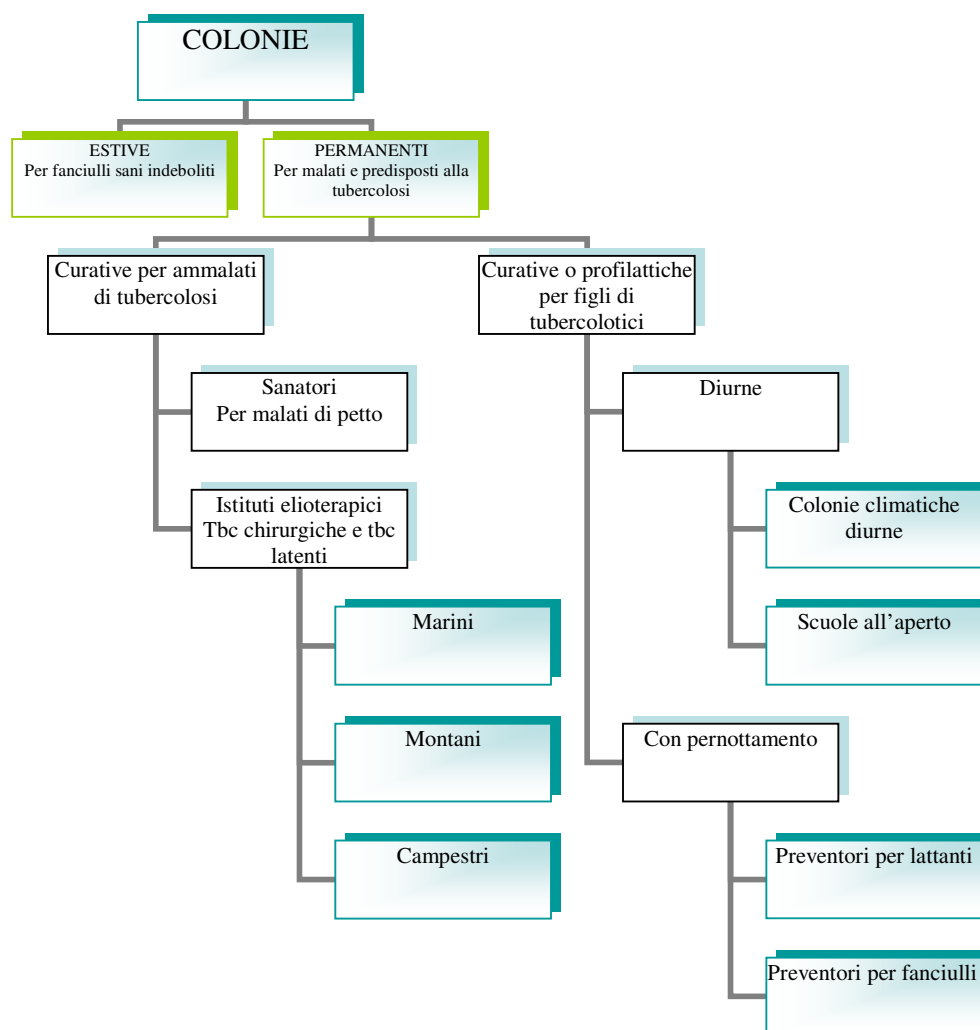 COLONIE
ESTIVE
Per fanciulli sani indeboliti
PERMANENTI
Per malati e predisposti alla
tubercolosi
Curative per ammalati
di tubercolosi
Curative o profilattiche
per figli di
tubercolotici
Sanatori
Per malati di petto
Diurne
Istituti elioterapici
Tbc chirurgiche e tbc
latenti
Colonie climatiche
diurne
Marini
Scuole all’aperto
Montani
Con pernottamento
Campestri
Preventori per lattanti
Preventori per fanciulli